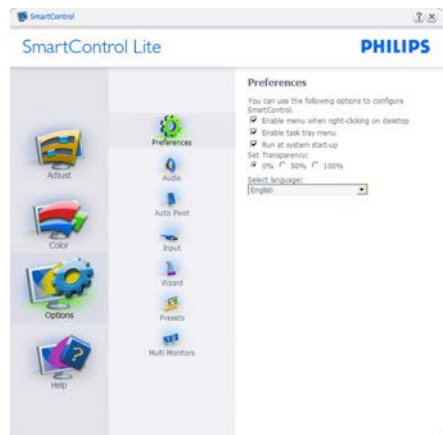 SmartControl
SmartControl Lite
PHILIPS
Adjust
Color
Options
Help
Preferences
Audio
Auto Pivot
Input
Wizard
Presets
Multi Monitors
Preferences
You can use the following options to configure
SmartControl.
Enable menu when right-clicking on desktop
Enable task tray menu
Run at system start-up
Set Transparency:
0% 50% 100%
Select language:
English